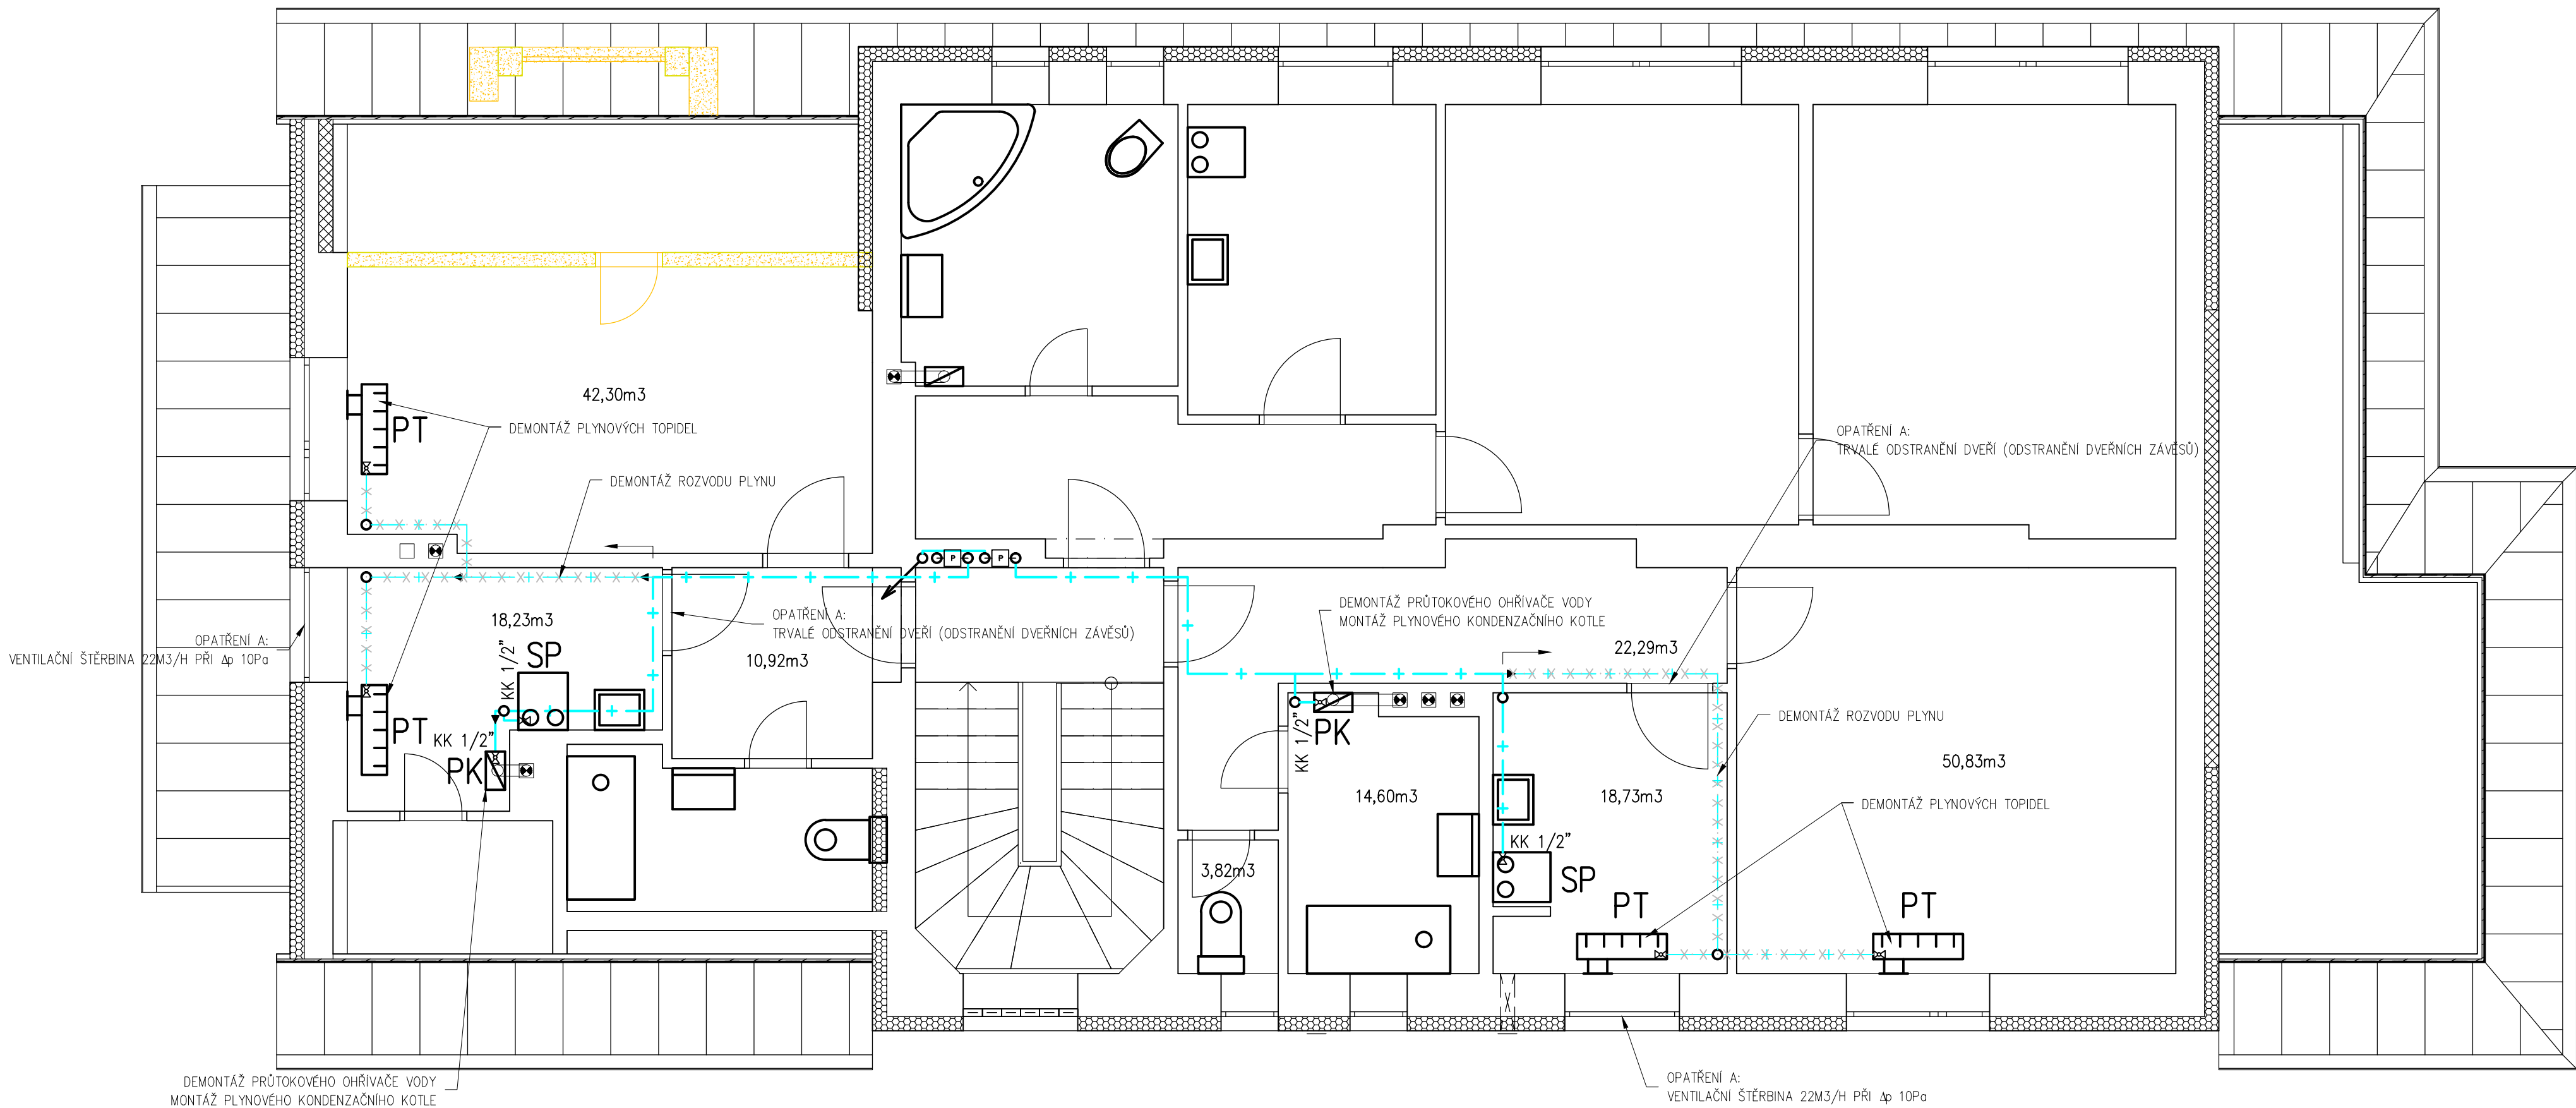 42,30m3
PT
DEMONTÁŽ PLYNOVÝCH TOPIDEL
DEMONTÁŽ ROZVODU PLYNU
OPATŘENÍ A:
TRVALÉ ODSTRANĚNÍ DVEŘÍ (ODSTRANĚNÍ DVEŘNÍCH ZÁVĚSŮ)
P
P
18,23m3
OPATŘENÍ A:
VENTILAČNÍ ŠTĚRBINA 22M3/H PŘI Δp 10Pa
SP
KK 1/2"
PT
KK 1/2"
PK
OPATŘENÍ A:
TRVALÉ ODSTRANĚNÍ DVEŘÍ (ODSTRANĚNÍ DVEŘNÍCH ZÁVĚSŮ)
10,92m3
DEMONTÁŽ PRŮTOKOVÉHO OHŘÍVAČE VODY
MONTÁŽ PLYNOVÉHO KONDENZAČNÍHO KOTLE
22,29m3
KK 1/2"
PK
DEMONTÁŽ ROZVODU PLYNU
50,83m3
14,60m3
18,73m3
DEMONTÁŽ PLYNOVÝCH TOPIDEL
KK 1/2"
3,82m3
SP
PT
PT
DEMONTÁŽ PRŮTOKOVÉHO OHŘÍVAČE VODY
MONTÁŽ PLYNOVÉHO KONDENZAČNÍHO KOTLE
OPATŘENÍ A:
VENTILAČNÍ ŠTĚRBINA 22M3/H PŘI Δp 10Pa